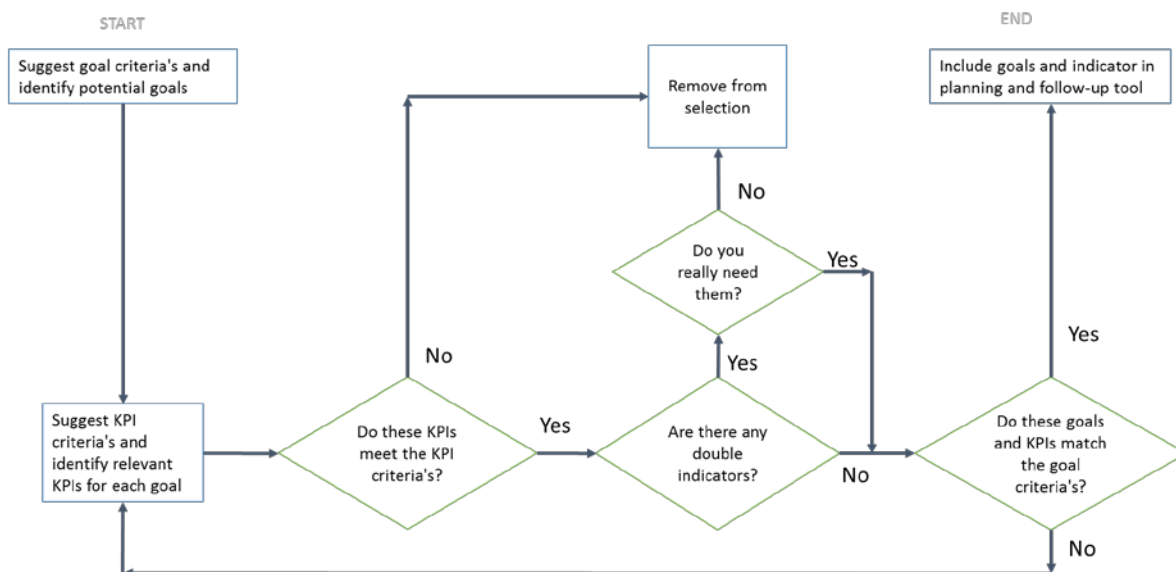 START
END
Suggest goal criteria's and
identify potential goals
Remove from
selection
Include goals and indicator in
planning and follow-up tool
No
Do you
really need
them?
Yes
No
Yes
Yes
Suggest KPI
criteria's and
identify relevant
KPIs for each goal
Do these KPIs
meet the KPI
criteria's?
Yes
Are there any
double
indicators?
No
Do these goals
and KPIs match
the goal
criteria's?
No